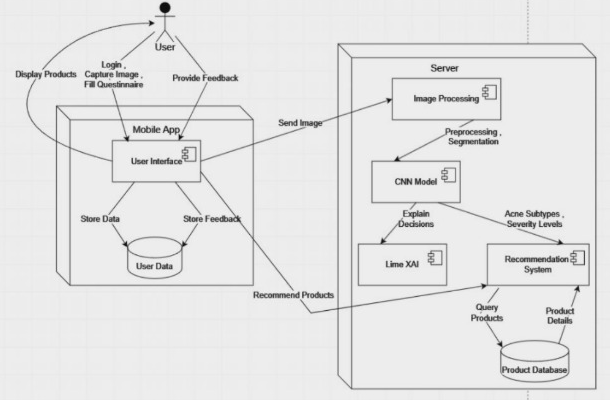 User
Display Products
Login ,
Capture Image ,
Fill Questinnaire
Provide Feedback
Server
Image Processing
Mobile App
Send Image
User Interface
Preprocessing ,
Segmentation
CNN Model
Store Data
Store Feedback
Explain
Decisions
Acne Subtypes ,
Severity Levels
User Data
Lime XAI
Recommendation
System
Recommend Products
Query
Products
Product
Details
Product Database